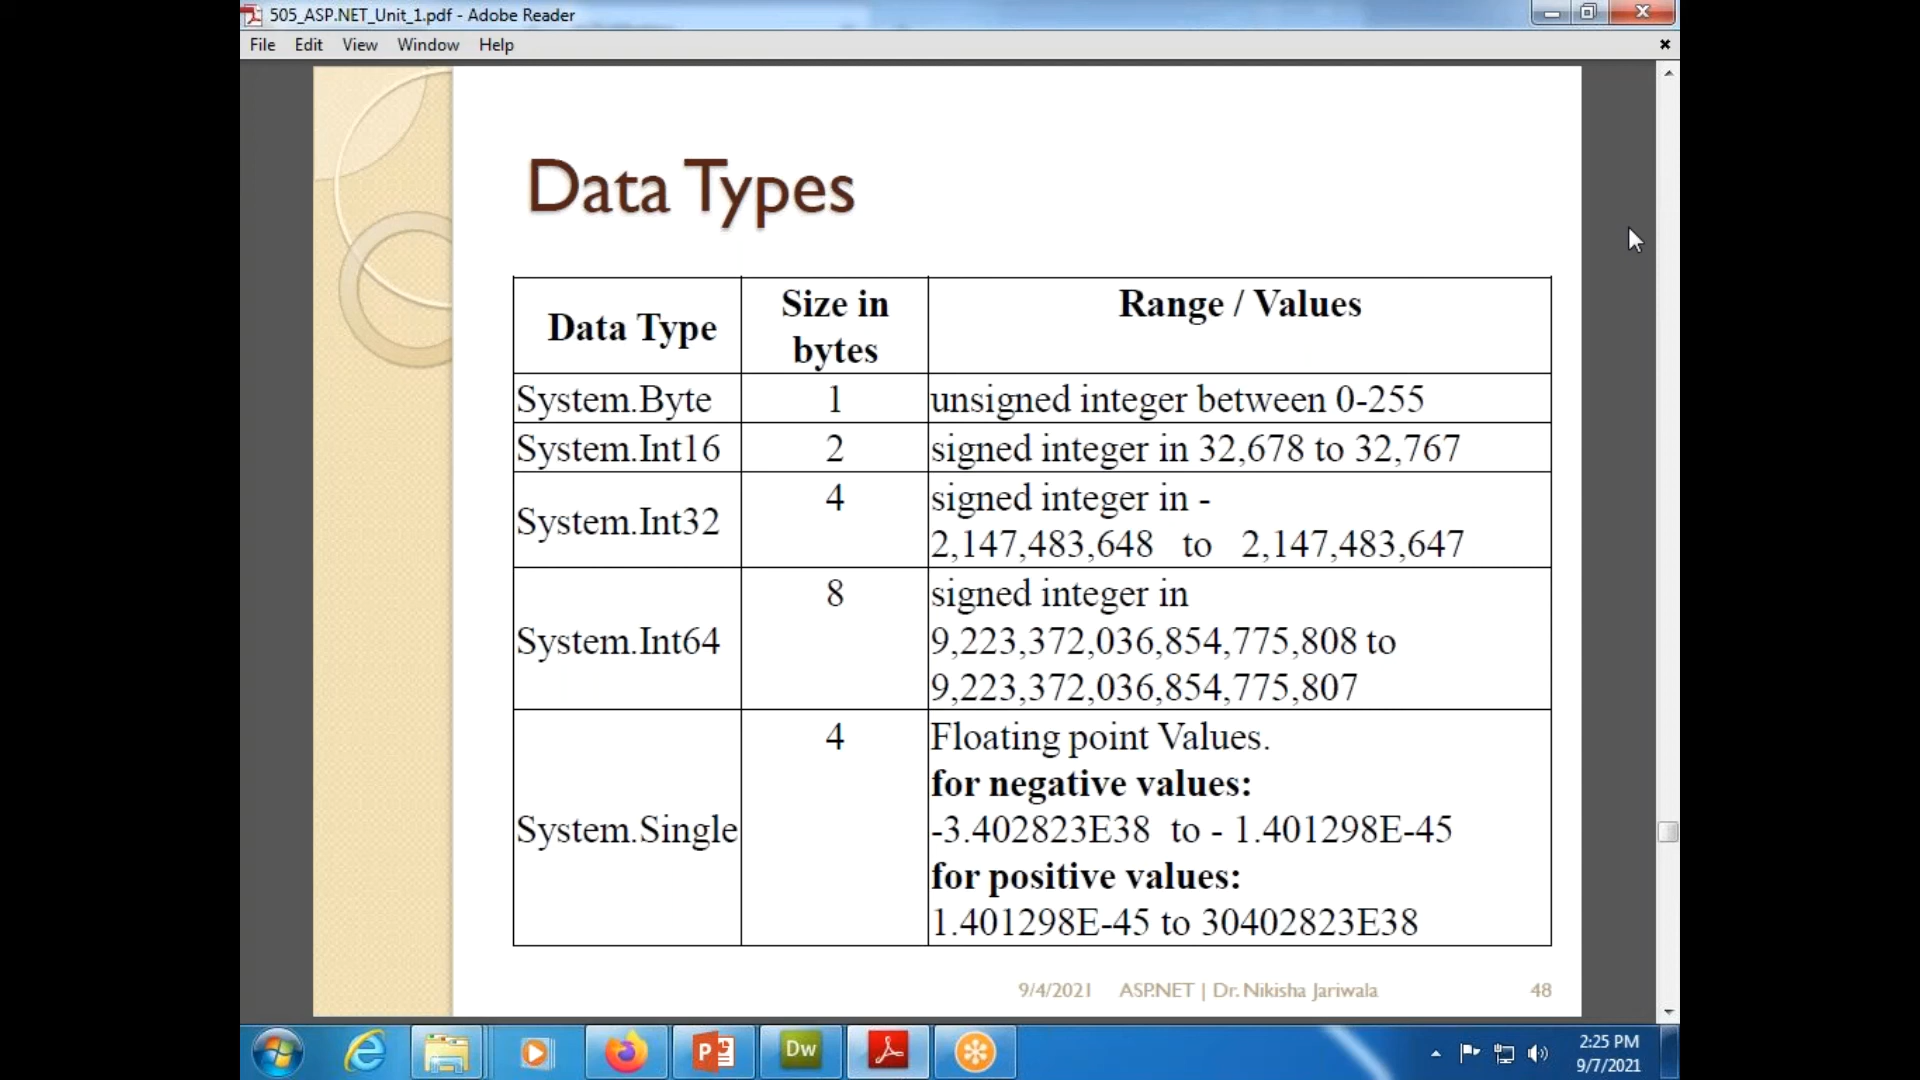 505_ASP.NET_Unit_1.pdf - Adobe Reader
File Edit View Window Help
Data Types
Data Type
Size in
bytes
Range / Values
System.Byte 1 unsigned integer between 0-255
System.Int16 2 signed integer in 32,678 to 32,767
System.Int32 4 signed integer in -
2,147,483,648 to 2,147,483,647
System.Int64 8 signed integer in
9,223,372,036,854,775,808 to
9,223,372,036,854,775,807
System.Single 4 Floating point Values.
for negative values:
-3.402823E38 to - 1.401298E-45
for positive values:
1.401298E-45 to 30402823E38
9/4/2021 ASP.NET | Dr. Nikisha Jariwala 48
Dw
2:25 PM
9/7/2021